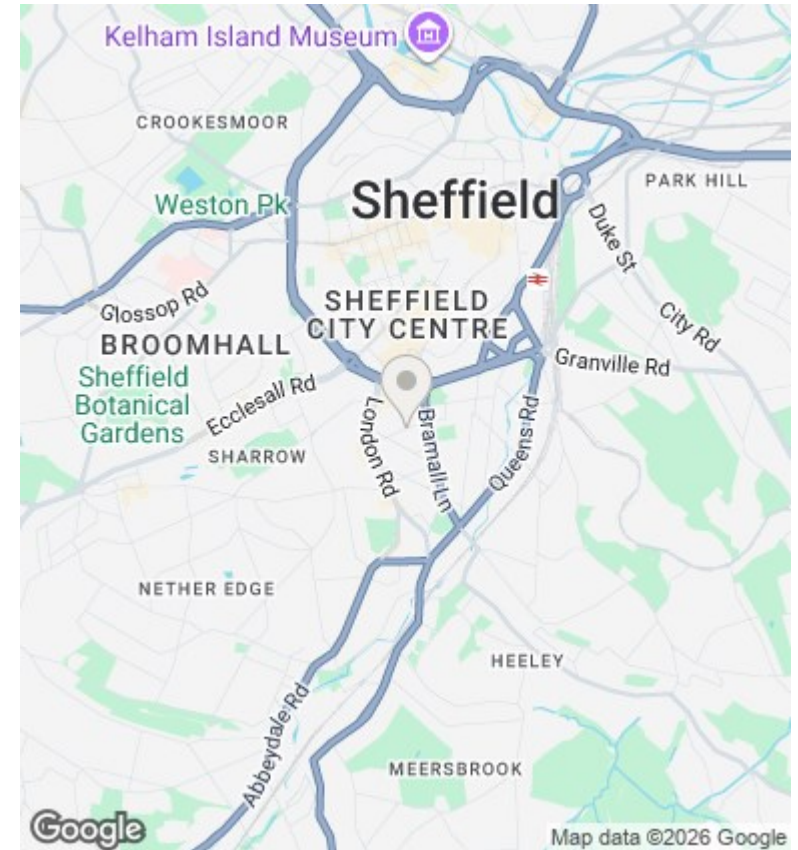 Kelham Island Museum
CROOKESMOOR
Weston Pk
Sheffield
PARK HILL
Duke St
City Rd
Glossop Rd
SHEFFIELD
CITY CENTRE
BROOMHALL
Granville Rd
Sheffield
Botanical
Gardens
Ecclesall Rd
London Rd
Bramall Ln
Queens Rd
SHARROW
NETHER EDGE
HEELEY
Abbeydale Rd
MEERSBROOK
Google
Map data ©2026 Google